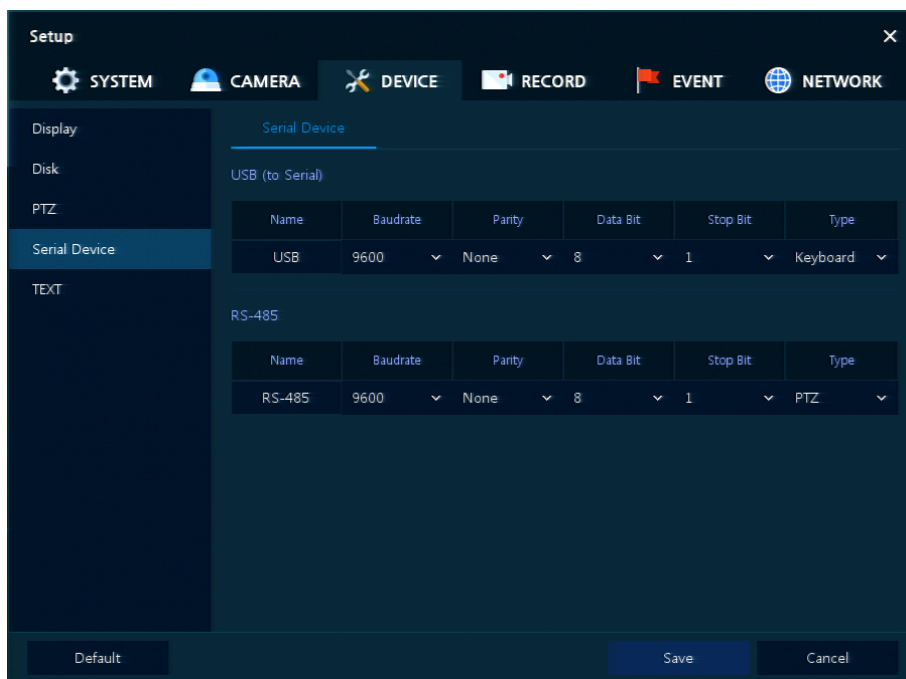 Setup
SYSTEM CAMERA DEVICE RECORD EVENT NETWORK
Display
Disk
PTZ
Serial Device
TEXT
Serial Device
USB (to Serial)
Name Baudrate Parity Data Bit Stop Bit Type
USB 9600 None 8 1 Keyboard
RS-485
Name Baudrate Parity Data Bit Stop Bit Type
RS-485 9600 None 8 1 PTZ
Default Save Cancel